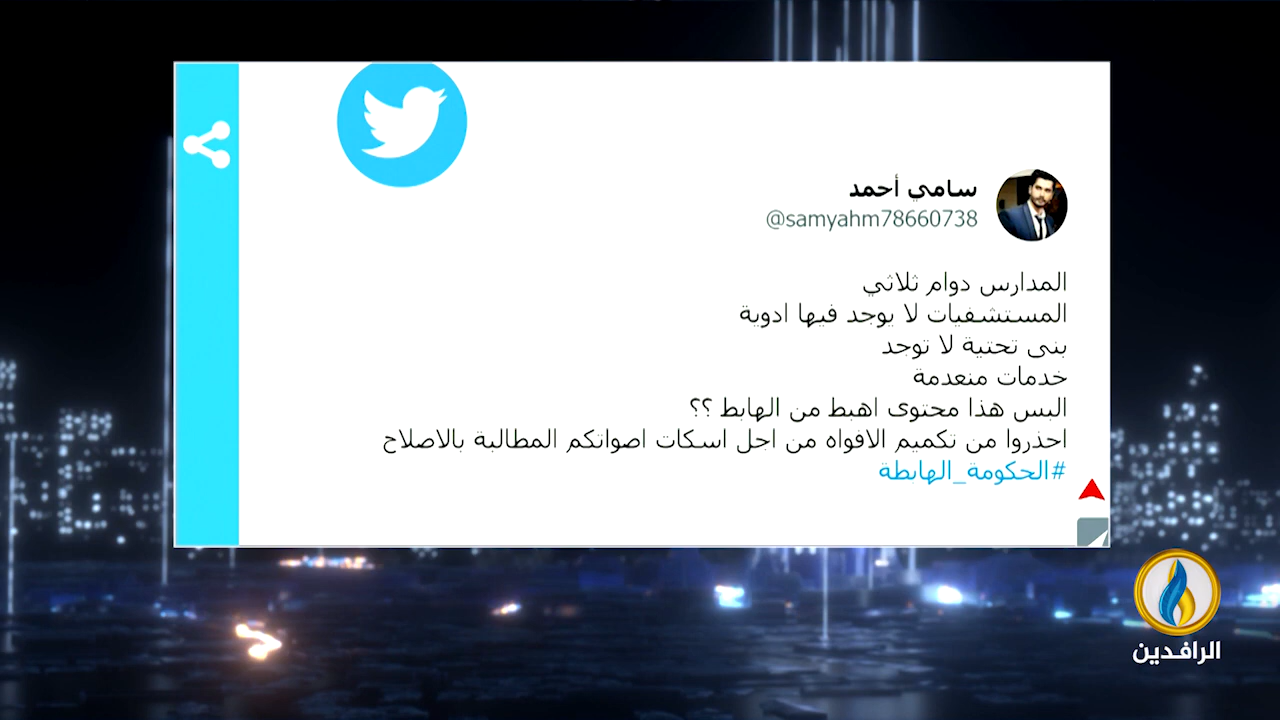 سامي أحمد
@samyahm78660738
المدارس دوام ثلاثي
المستشفيات لا يوجد فيها ادوية
بنى تحتية لا توجد
خدمات منعدمة
البس هذا محتوى اهبط من الهابط ؟؟
احذروا من تكميم الافواه من اجل اسكات اصواتكم المطالبة بالاصلاح
#الحكومة_الهابطة
الرافدين